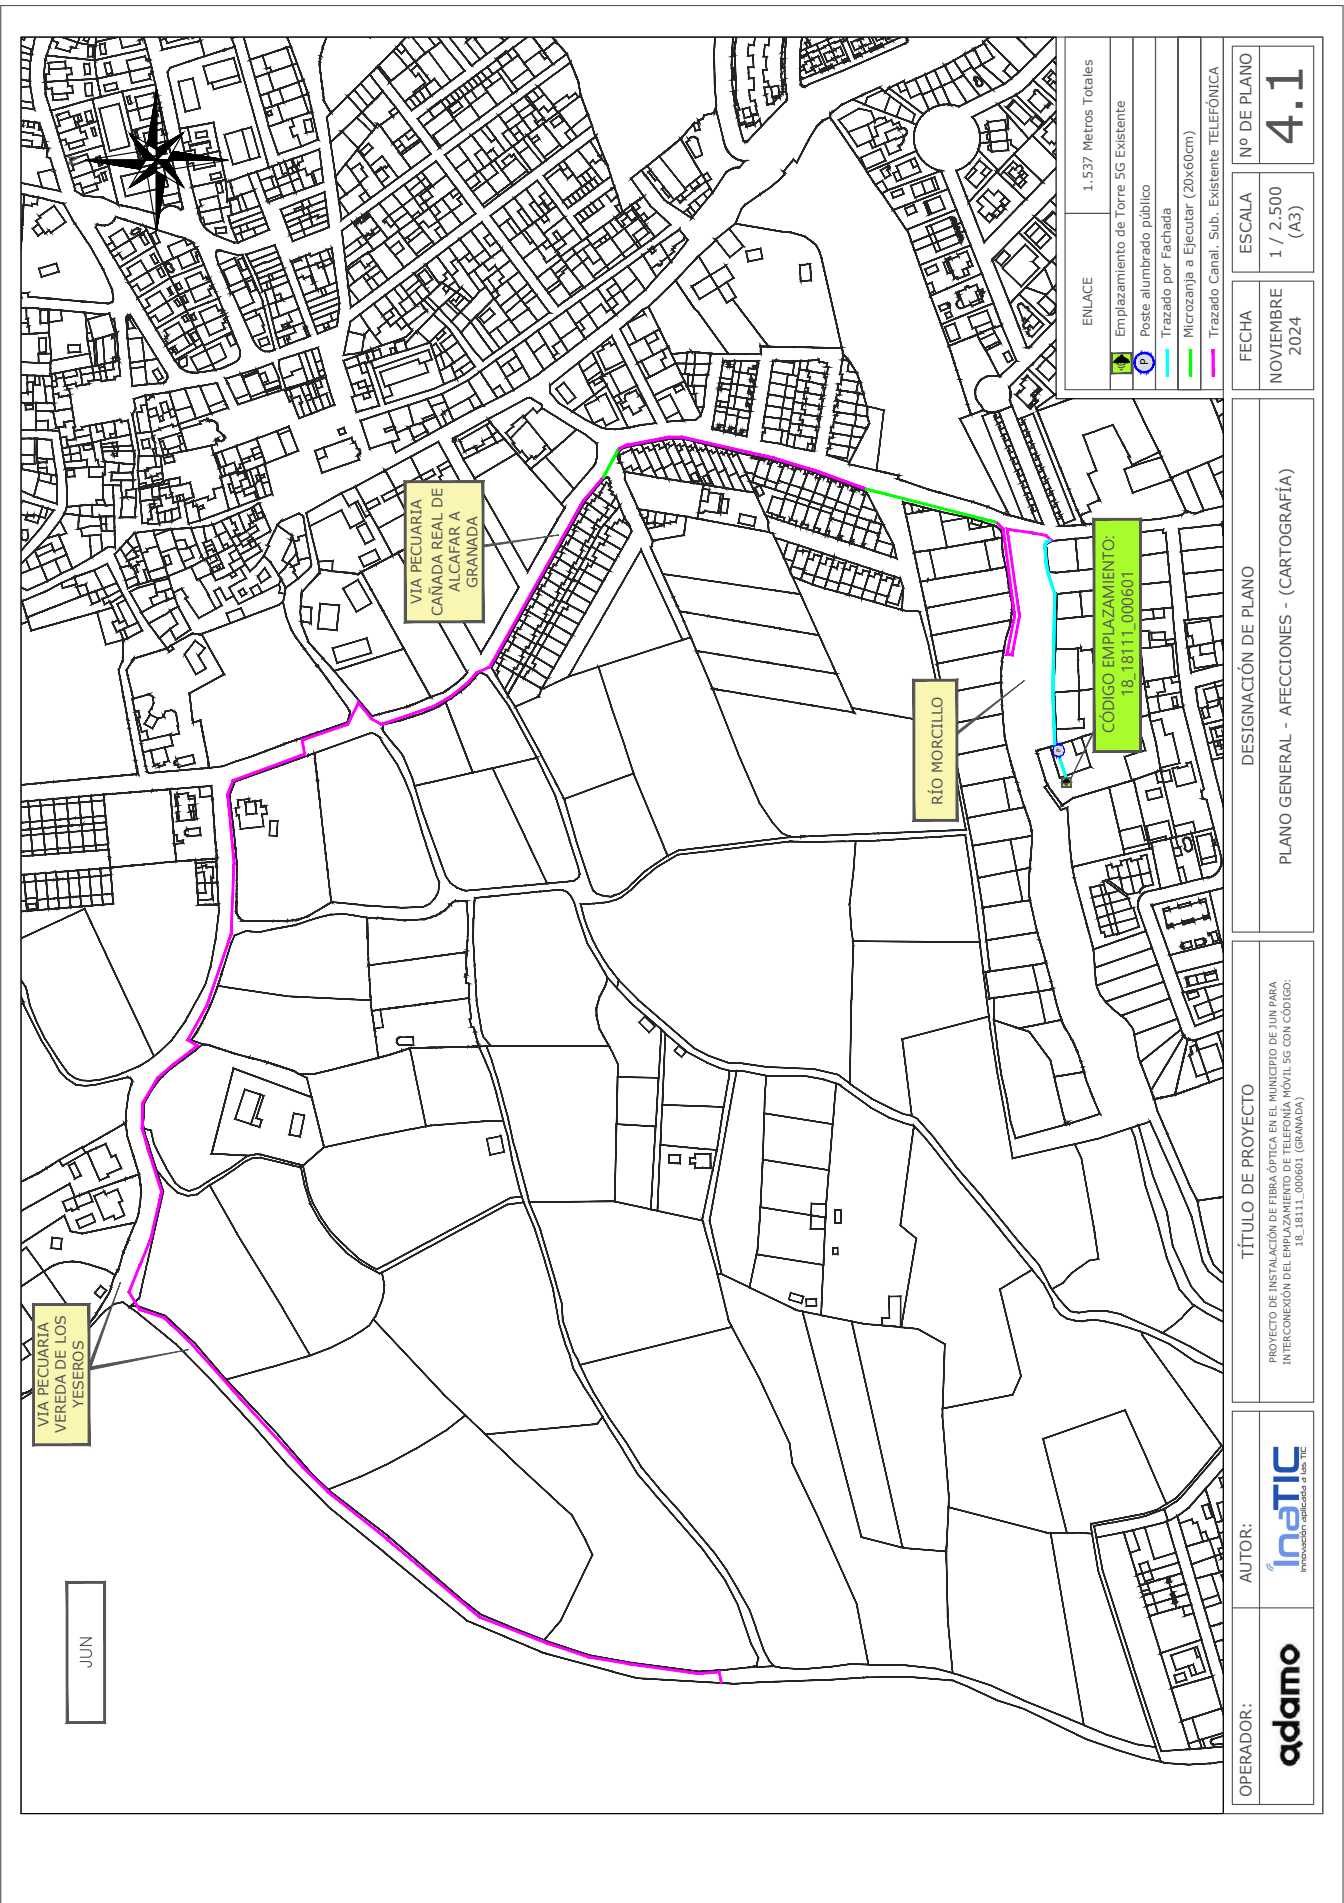 JUN
VIA PECUARIA
VEREDA DE LOS
YESEROS
VIA PECUARIA
CAÑADA REAL DE
ALCAFAR A
GRANADA
RÍO MORCILLO
CÓDIGO EMPLAZAMIENTO:
18_18111_000601
P
ENLACE
1.537 Metros Totales
Emplazamiento de Torre 5G Existente
P
Poste alumbrado público
Trazado por Fachada
Microzanja a Ejecutar (20x60cm)
Trazado Canal. Sub. Existente TELEFÓNICA
OPERADOR:
adamo
AUTOR:
inaTIC
Innovación aplicada a las TIC
TÍTULO DE PROYECTO
PROYECTO DE INSTALACIÓN DE FIBRA ÓPTICA EN EL MUNICIPIO DE JUN PARA
INTERCONEXIÓN DEL EMPLAZAMIENTO DE TELEFONÍA MÓVIL 5G CON CÓDIGO:
18_18111_000601 (GRANADA)
DESIGNACIÓN DE PLANO
PLANO GENERAL - AFECCIONES - (CARTOGRAFÍA)
FECHA
NOVIEMBRE
2024
ESCALA
1 / 2.500
(A3)
Nº DE PLANO
4.1